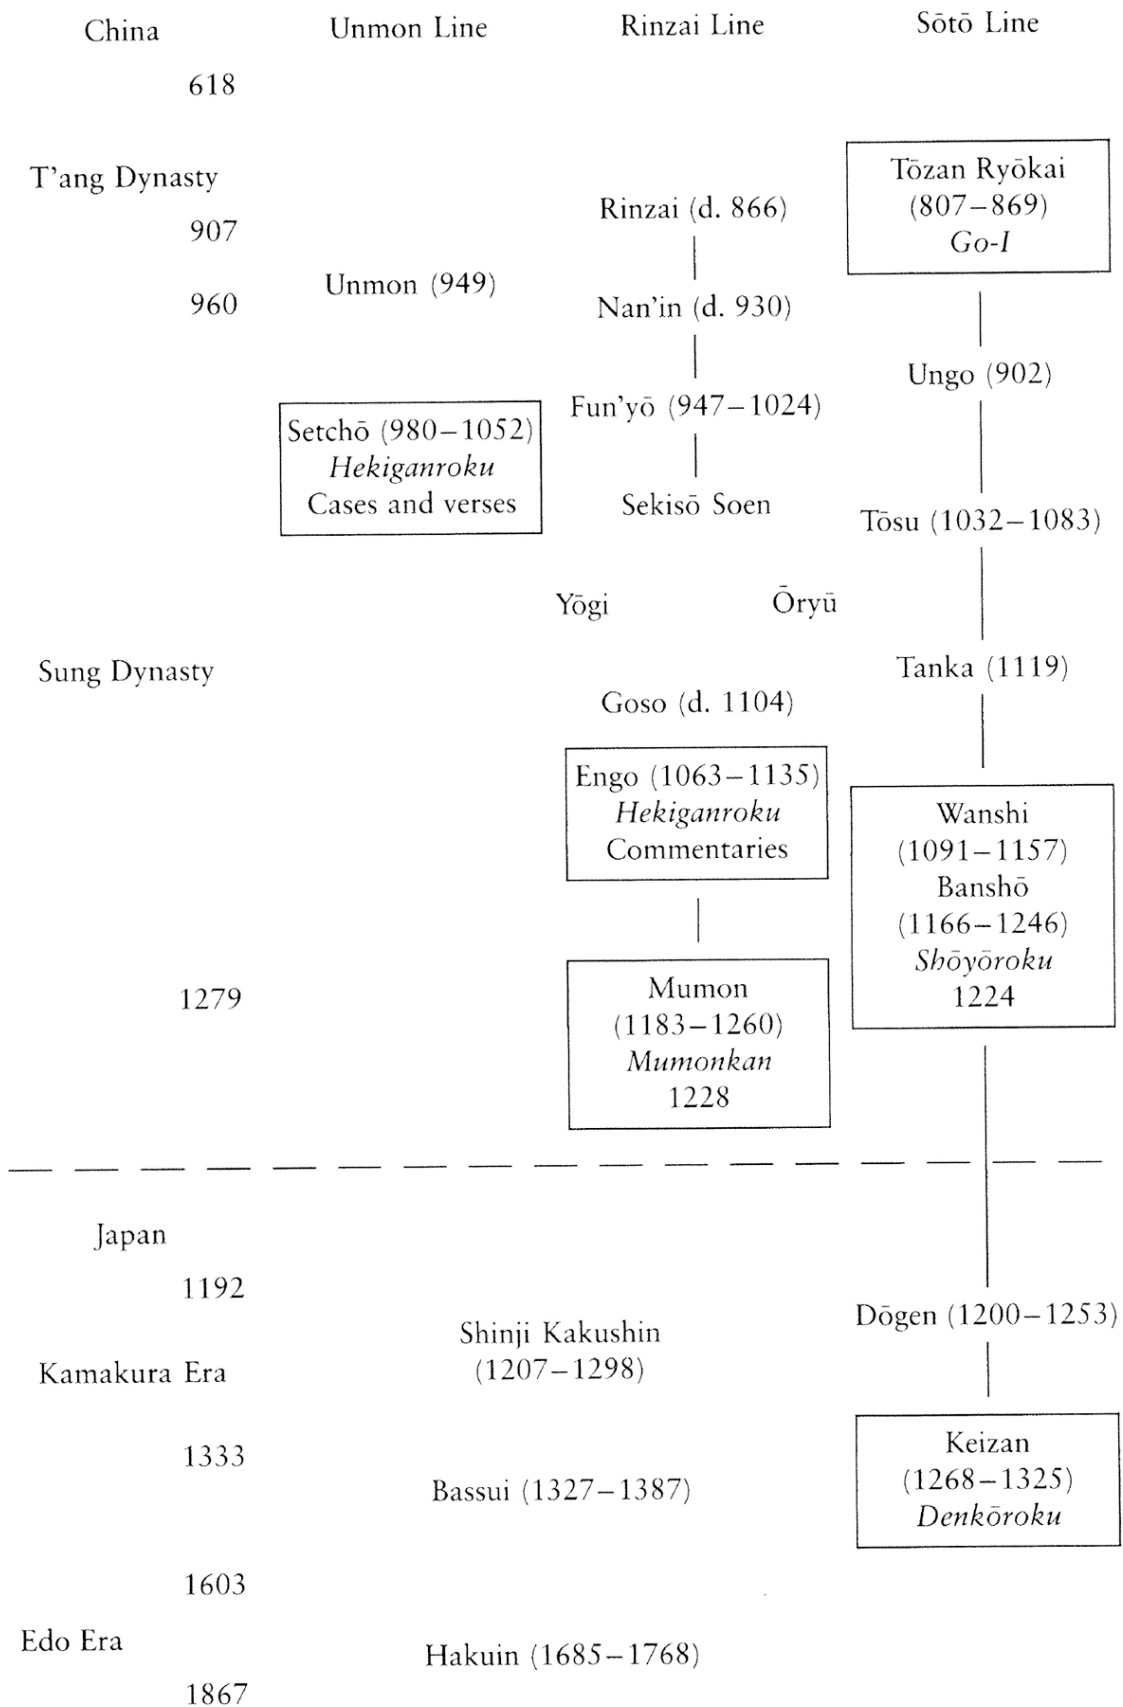 China Unmon Line Rinzai Line Sōtō Line
618
T'ang Dynasty
907
960
Unmon (949)
Setchō (980–1052)
Hekiganroku
Cases and verses
Rinzai (d. 866)
Nan'in (d. 930)
Fun'yō (947–1024)
Sekisō Soen
Yōgi Ōryū
Tōzan Ryōkai
(807–869)
Go-I
Ungo (902)
Tōsu (1032–1083)
Tanka (1119)
Sung Dynasty
1279
Goso (d. 1104)
Engo (1063–1135)
Hekiganroku
Commentaries
Mumon
(1183–1260)
Mumonkan
1228
Wanshi
(1091–1157)
Banshō
(1166–1246)
Shōyōroku
1224
Japan
1192
Kamakura Era
1333
1603
Edo Era
1867
Shinji Kakushin
(1207–1298)
Bassui (1327–1387)
Hakuin (1685–1768)
Dōgen (1200–1253)
Keizan
(1268–1325)
Denkōroku